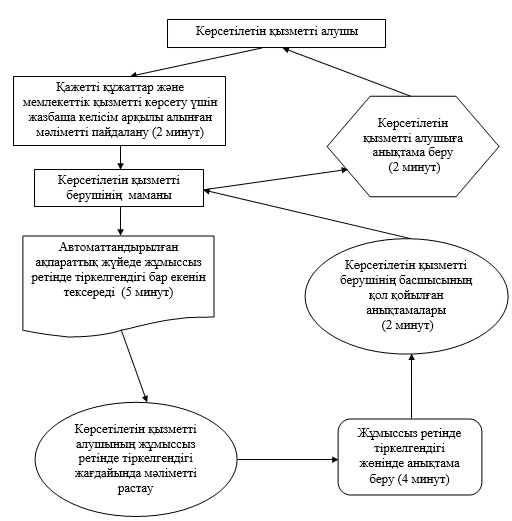 Көрсетілетін қызметті алушы
Қажетті құжаттар және
мемлекеттік қызметті көрсету үшін
жазбаша келісім арқылы алынған
мәліметті пайдалану (2 минут)
Көрсетілетін
қызметті алушыға
анықтама беру
(2 минут)
Көрсетілетін қызметті
берушінің маманы
Автоматтандырылған
ақпараттық жүйеде жұмыссыз
ретінде тіркелгендігі бар екенін
тексереді (5 минут)
Көрсетілетін қызметті
берушінің басшысының
қол қойылған
анықтамалары
(2 минут)
Көрсетілетін қызметті
алушының жұмыссыз
ретінде тіркелгендігі
жағдайында мәліметті
растау
Жұмыссыз ретінде
тіркелгендігі
жөнінде анықтама
беру (4 минут)